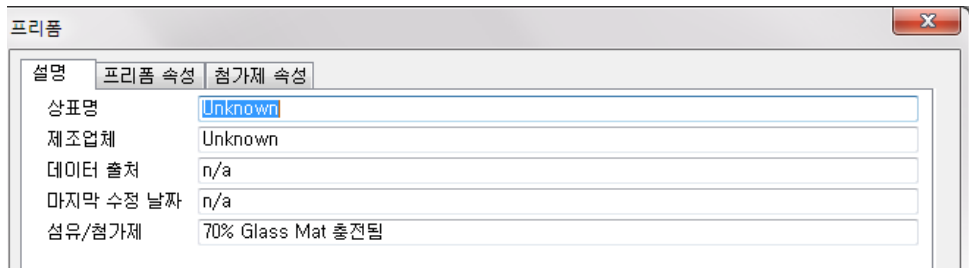 프리폼
설명 프리폼 속성 첨가제 속성
상표명 Unknown
제조업체 Unknown
데이터 출처 n/a
마지막 수정 날짜 n/a
섬유/첨가제 70% Glass Mat 충전됨